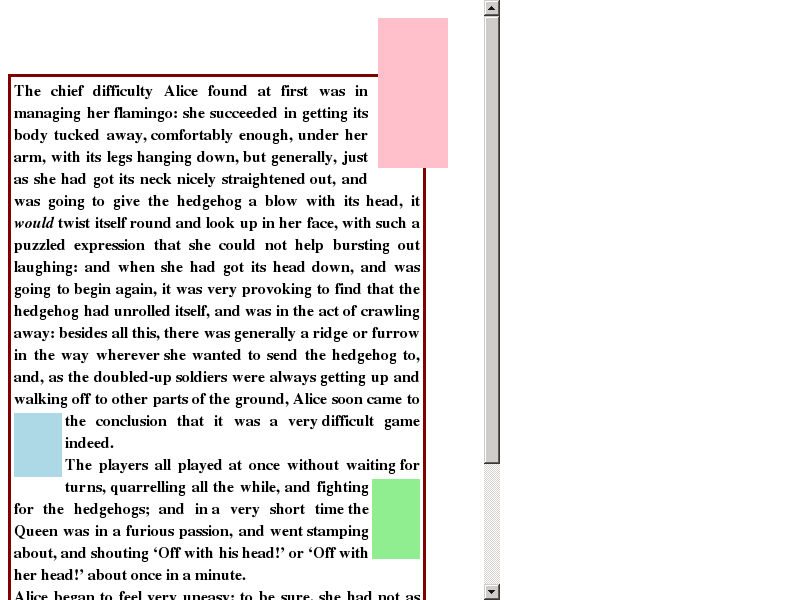 The chief difficulty Alice found at first was in
managing her flamingo: she succeeded in getting its
body tucked away, comfortably enough, under her
arm, with its legs hanging down, but generally, just
as she had got its neck nicely straightened out, and
was going to give the hedgehog a blow with its head, it
would twist itself round and look up in her face, with such a
puzzled expression that she could not help bursting out
laughing: and when she had got its head down, and was
going to begin again, it was very provoking to find that the
hedgehog had unrolled itself, and was in the act of crawling
away: besides all this, there was generally a ridge or furrow
in the way wherever she wanted to send the hedgehog to,
and, as the doubled-up soldiers were always getting up and
walking off to other parts of the ground, Alice soon came to
the conclusion that it was a very difficult game
indeed.
The players all played at once without waiting for
turns, quarrelling all the while, and fighting
for the hedgehogs; and in a very short time the
Queen was in a furious passion, and went stamping
about, and shouting ‘Off with his head!’ or ‘Off with
her head!’ about once in a minute.
Alice began to feel very uneasy: to be sure, she had not as